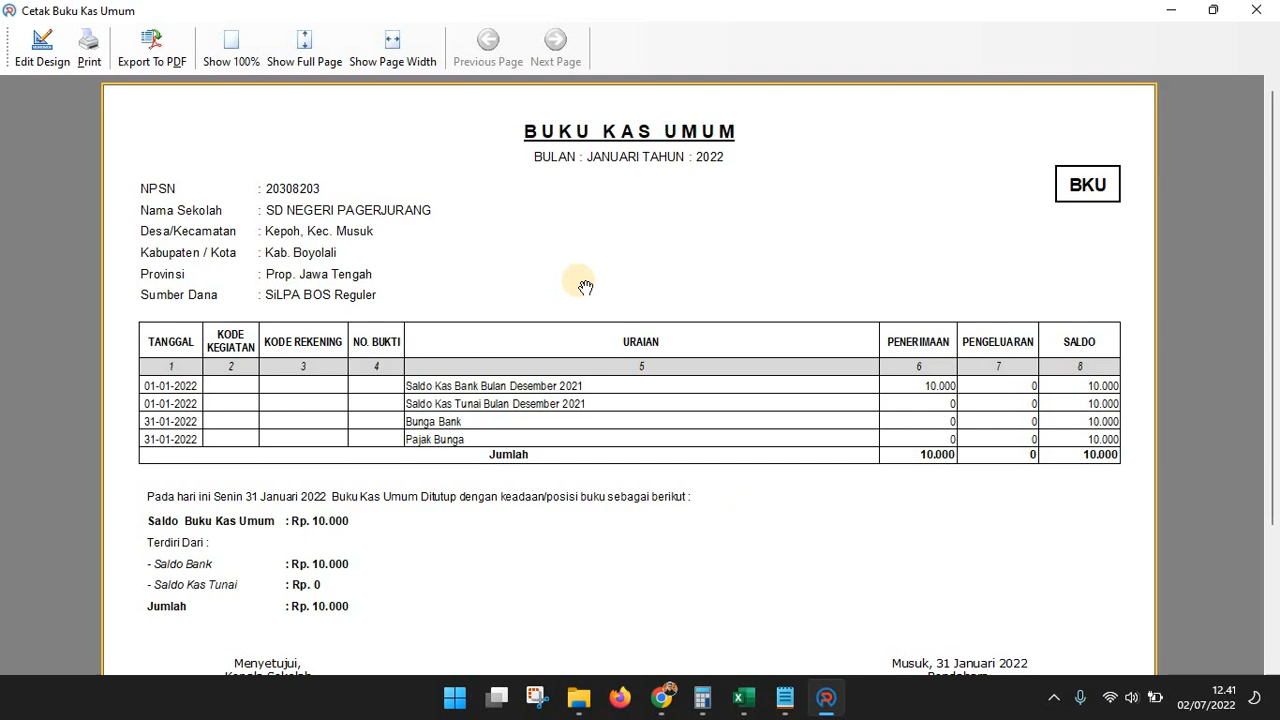 Cetak Buku Kas Umum
Edit Design Print Export To PDF Show 100% Show Full Page Show Page Width Previous Page Next Page
BUKU KAS UMUM
BULAN : JANUARI TAHUN : 2022
BKU
NPSN : 20308203
Nama Sekolah : SD NEGERI PAGERJURANG
Desa/Kecamatan : Kepoh, Kec. Musuk
Kabupaten / Kota : Kab. Boyolali
Provinsi : Prop. Jawa Tengah
Sumber Dana : SiLPA BOS Reguler
TANGGAL KODE KEGIATAN KODE REKENING NO. BUKTI URAIAN PENERIMAAN PENGELUARAN SALDO
1 2 3 4 5 6 7 8
01-01-2022 Saldo Kas Bank Bulan Desember 2021 10.000 0 10.000
01-01-2022 Saldo Kas Tunai Bulan Desember 2021 0 0 10.000
31-01-2022 Bunga Bank 0 0 10.000
31-01-2022 Pajak Bunga 0 0 10.000
Jumlah 10.000 0 10.000
Pada hari ini Senin 31 Januari 2022 Buku Kas Umum Ditutup dengan keadaan/posisi buku sebagai berikut :
Saldo Buku Kas Umum : Rp. 10.000
Terdiri Dari :
- Saldo Bank : Rp. 10.000
- Saldo Kas Tunai : Rp. 0
Jumlah : Rp. 10.000
Menyetujui, Musuk, 31 Januari 2022
Kepala Sekolah Bendahara
12.41
02/07/2022